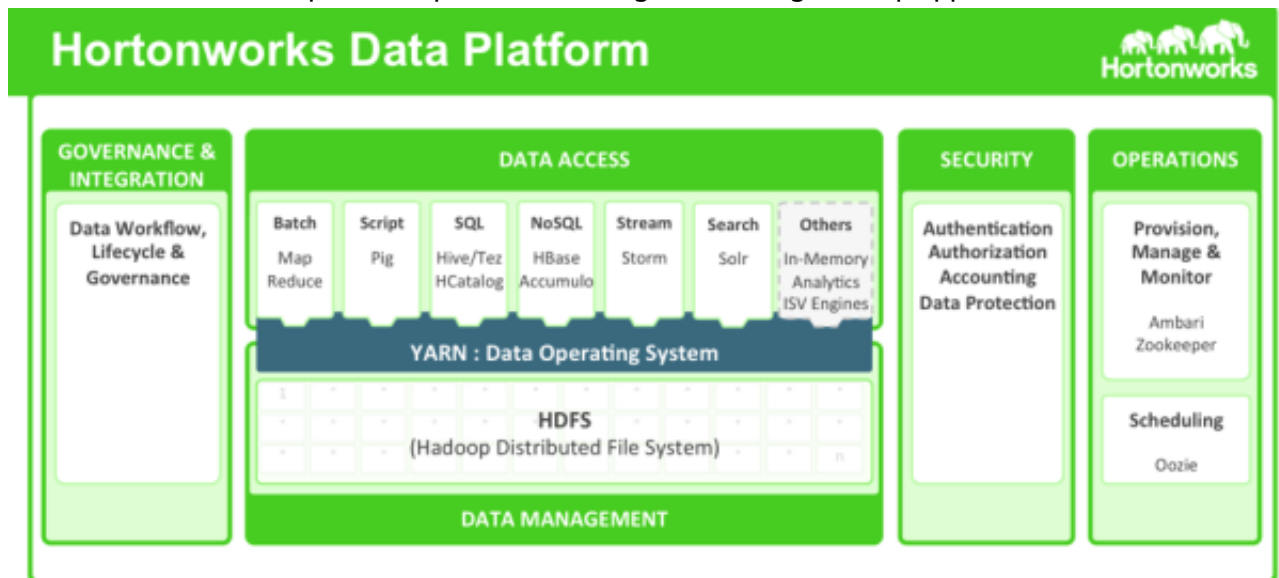 Hortonworks Data Platform
Hortonworks
GOVERNANCE &
INTEGRATION
Data Workflow,
Lifecycle &
Governance
DATA ACCESS
Batch
Map
Reduce
Script
Pig
SQL
Hive/Tez
HCatalog
NoSQL
HBase
Accumulo
Stream
Storm
Search
Solr
Others
In-Memory
Analytics
ISV Engines
YARN : Data Operating System
1
HDFS
(Hadoop Distributed File System)
n
DATA MANAGEMENT
SECURITY
Authentication
Authorization
Accounting
Data Protection
OPERATIONS
Provision,
Manage &
Monitor
Ambari
Zookeeper
Scheduling
Oozie